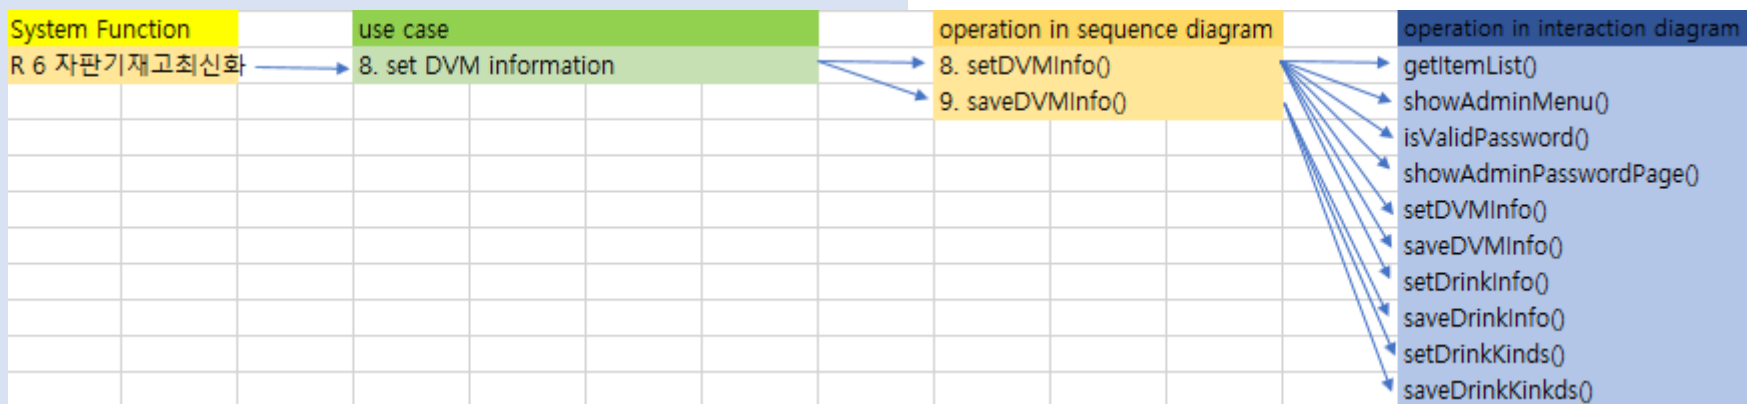 System Function use case operation in sequence diagram operation in interaction diagram
R 6 자판기재고최신화 8. set DVM information 8. setDVMInfo() getItemList()
9. saveDVMInfo() showAdminMenu()
isValidPassword()
showAdminPasswordPage()
setDVMInfo()
saveDVMInfo()
setDrinkInfo()
saveDrinkInfo()
setDrinkKinds()
saveDrinkKinkds()